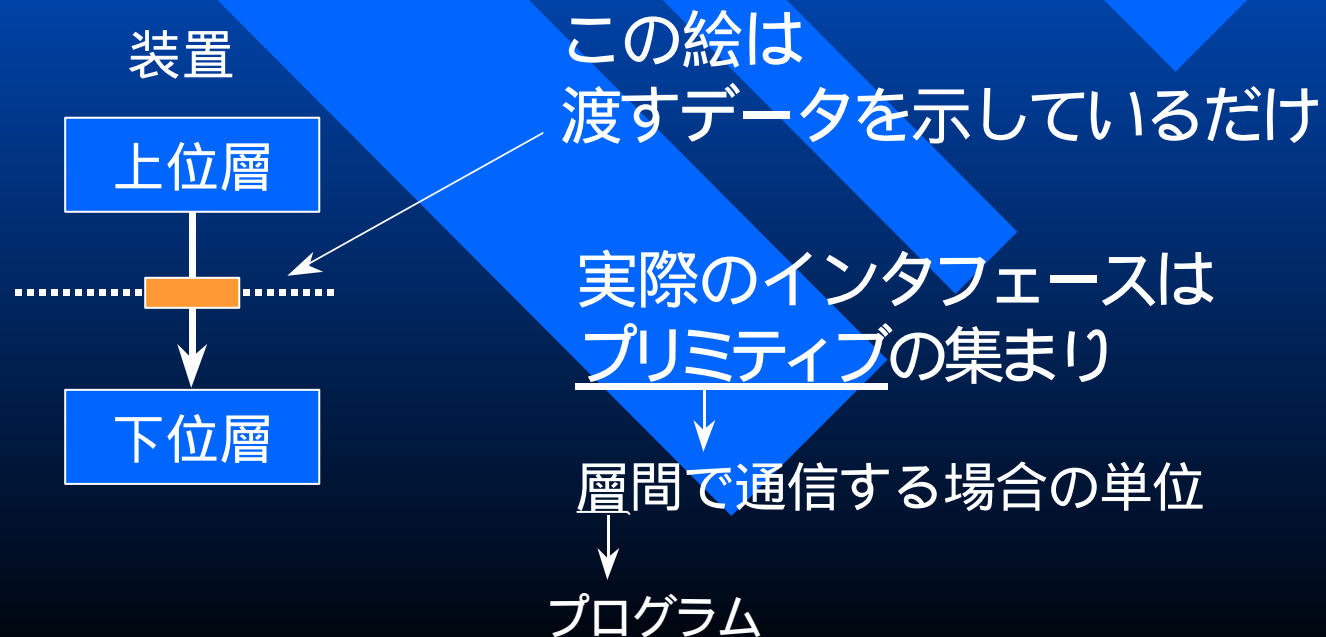 装置
上位層
下位層
この絵は
渡すデータを示しているだけ
実際のインタフェースは
プリミティブの集まり
層間で通信する場合の単位
プログラム